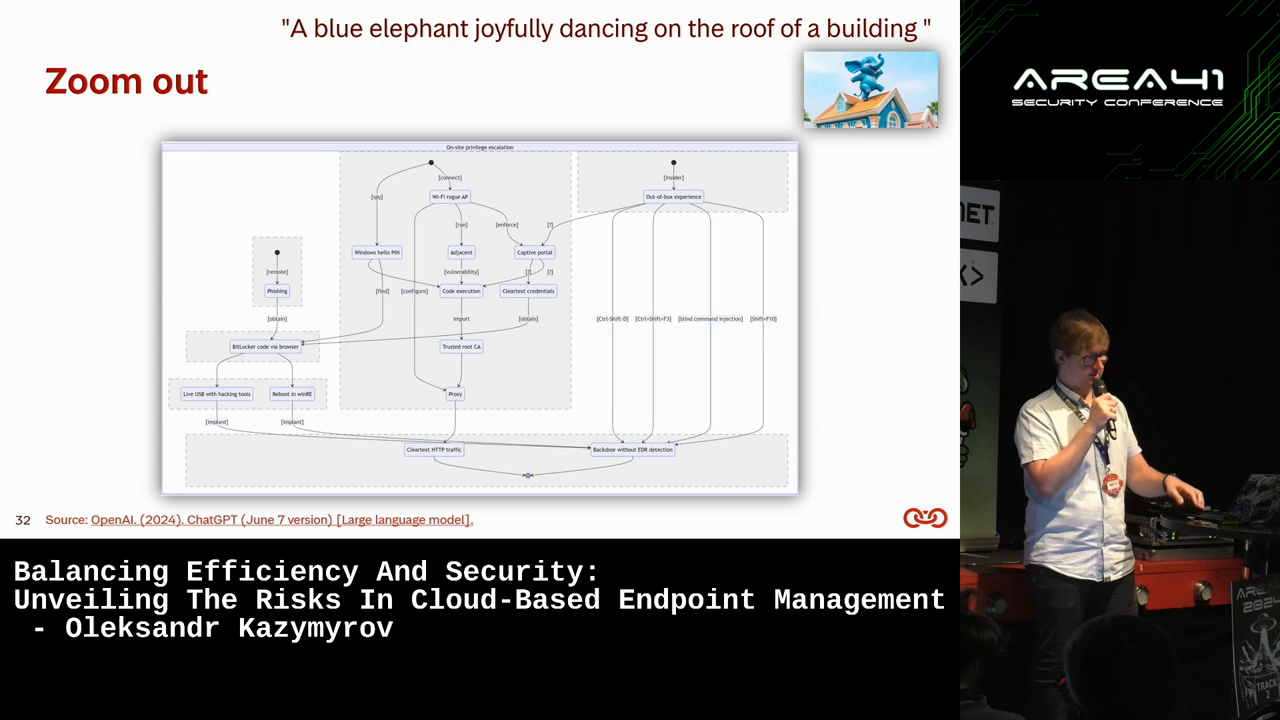 "A blue elephant joyfully dancing on the roof of a building "
Zoom out
On-site privilege escalation
[connect]
[insider]
[spy]
Wi-Fi rogue AP
Out-of-box experience
[run]
[enforce]
[?]
Windows hello PIN
Adjacent
Captive portal
[remote]
[vulnerability]
[?]
[?]
Phishing
[find]
[configure]
Code execution
Cleartext credentials
[obtain]
import
[obtain]
[Ctrl-Shift-D]
[Ctrl+Shift+F3]
[blind command injection]
[Shift+F10]
BitLocker code via browser
Trusted root CA
Live USB with hacking tools
Reboot in winRE
Proxy
[implant]
[implant]
Cleartext HTTP traffic
Backdoor without EDR detection
32
Source: OpenAI. (2024). ChatGPT (June 7 version) [Large language model].
Balancing Efficiency And Security:
Unveiling The Risks In Cloud-Based Endpoint Management
- Oleksandr Kazymyrov
AREA41
SECURITY CONFERENCE
NET
TRACK
2